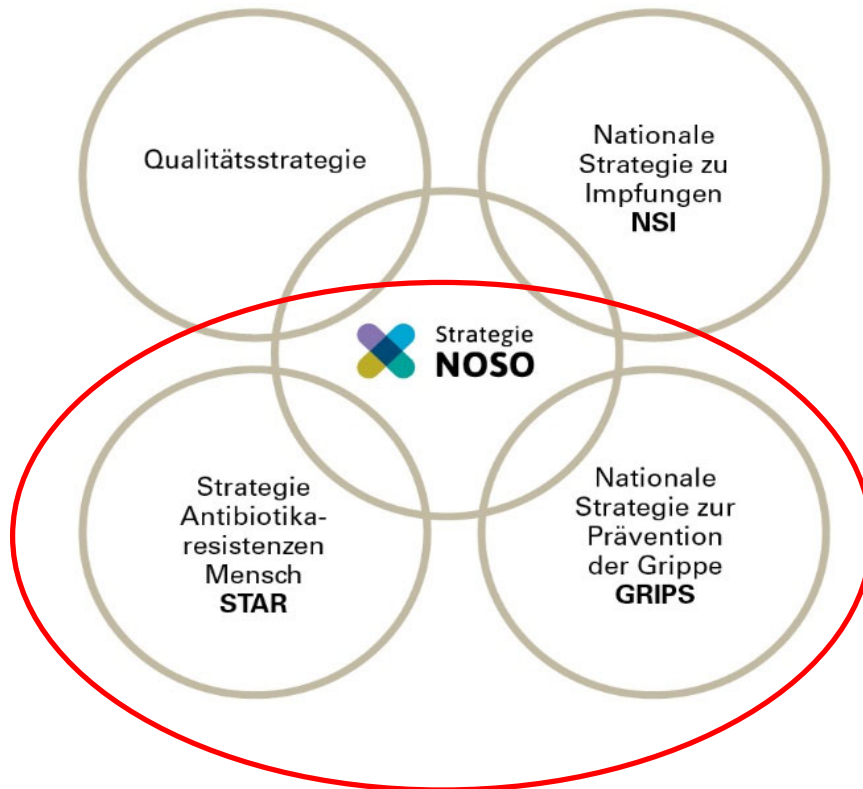 Qualitätsstrategie
Nationale
Strategie zu
Impfungen
NSI
Strategie
NOSO
Strategie
Antibiotika-
resistenzen
Mensch
STAR
Nationale
Strategie zur
Prävention
der Grippe
GRIPS